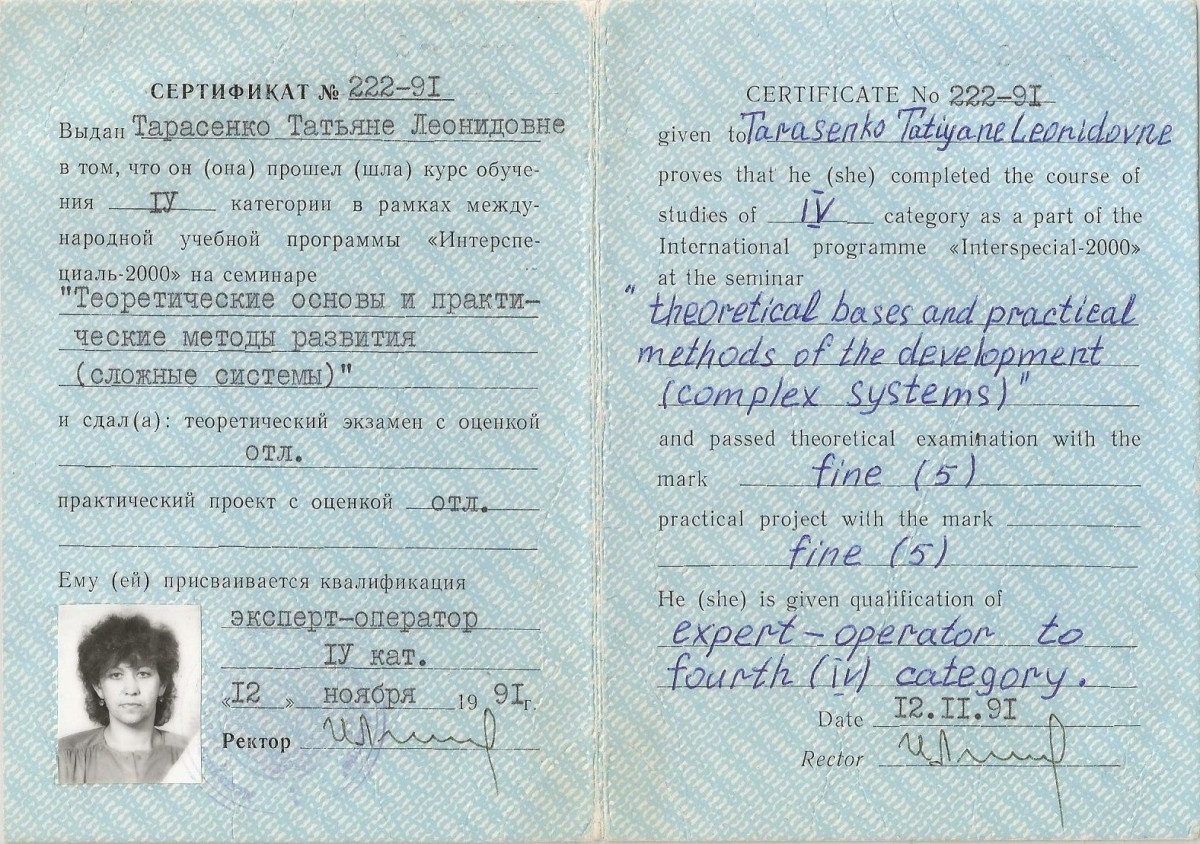 СЕРТИФИКАТ № 222-9I
Выдан Тарасенко Татьяне Леонидовне
в том, что он (она) прошел (шла) курс обуче-
ния IУ категории в рамках между-
народной учебной программы «Интерспе-
циаль-2000» на семинаре
"Теоретические основы и практи-
ческие методы развития
(сложные системы)"
и сдал(а): теоретический экзамен с оценкой
отл.
практический проект с оценкой отл.
Ему (ей) присваивается квалификация
эксперт-оператор
IУ кат.
«I2» ноября 19 9Iг.
Ректор
CERTIFICATE No 222-9I
given to Tarasenko Tatiyane Leonidovne
proves that he (she) completed the course of
studies of IV category as a part of the
International programme «Interspecial-2000»
at the seminar
"theoretical bases and practical
methods of the development
(complex systems)"
and passed theoretical examination with the
mark fine (5)
practical project with the mark
fine (5)
He (she) is given qualification of
expert-operator to
fourth (IV) category.
Date I2.II.9I
Rector